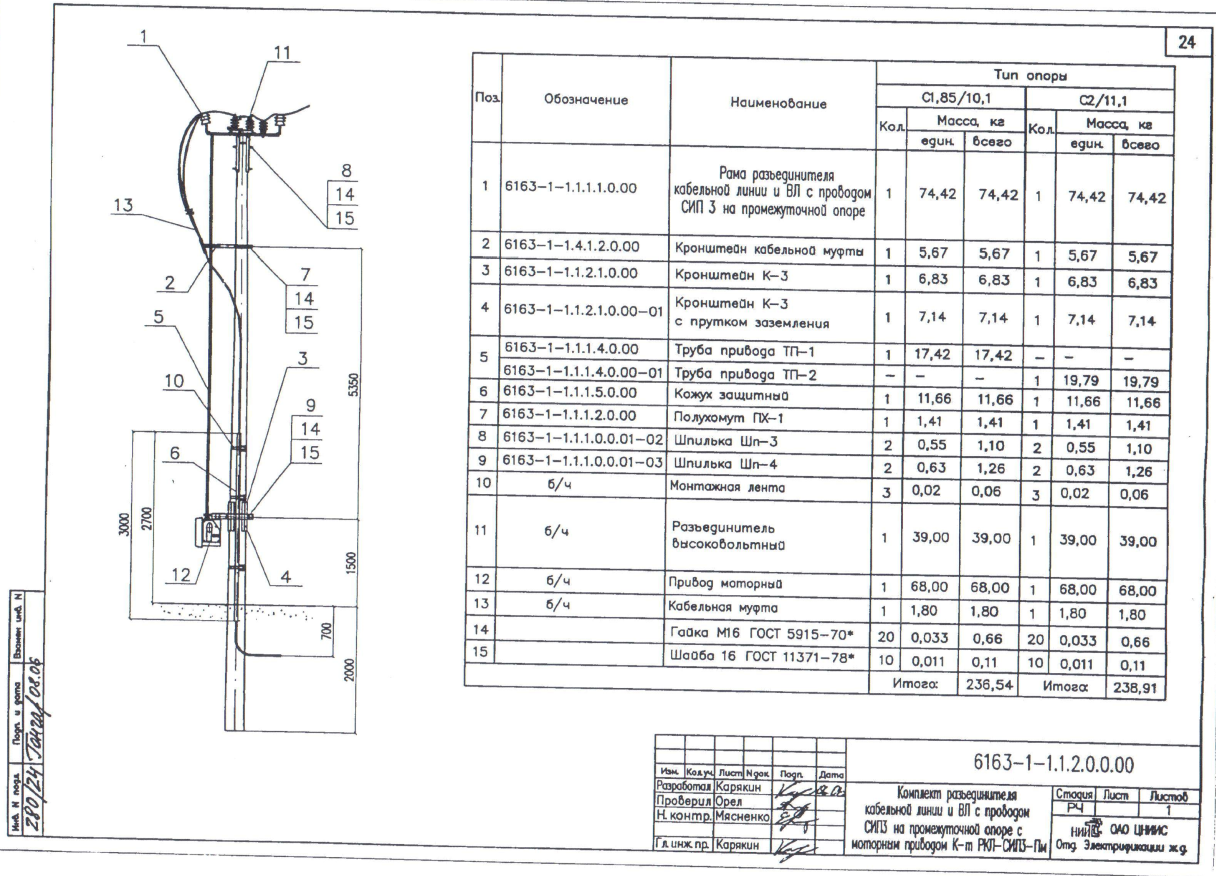 24
1
11
8
14
15
13
2
7
14
15
5
3
10
9
14
15
6
12
4
5350
3000
2700
1500
700
2000
Поз. Обозначение Наименование Тип опоры
С1,85/10,1 С2/11,1
Кол. Масса, кг Кол. Масса, кг
един. всего един. всего
1 6163-1-1.1.1.1.0.00 Рама разъединителя кабельной линии и ВЛ с проводом СИП 3 на промежуточной опоре 1 74,42 74,42 1 74,42 74,42
2 6163-1-1.4.1.2.0.00 Кронштейн кабельной муфты 1 5,67 5,67 1 5,67 5,67
3 6163-1-1.1.2.1.0.00 Кронштейн К-3 1 6,83 6,83 1 6,83 6,83
4 6163-1-1.1.2.1.0.00-01 Кронштейн К-3 с прутком заземления 1 7,14 7,14 1 7,14 7,14
5 6163-1-1.1.1.4.0.00 Труба привода ТП-1 1 17,42 17,42 – – –
6163-1-1.1.1.4.0.00-01 Труба привода ТП-2 – – – 1 19,79 19,79
6 6163-1-1.1.1.5.0.00 Кожух защитный 1 11,66 11,66 1 11,66 11,66
7 6163-1-1.1.1.2.0.00 Полухомут ПХ-1 1 1,41 1,41 1 1,41 1,41
8 6163-1-1.1.1.0.0.01-02 Шпилька Шп-3 2 0,55 1,10 2 0,55 1,10
9 6163-1-1.1.1.0.0.01-03 Шпилька Шп-4 2 0,63 1,26 2 0,63 1,26
10 б/ч Монтажная лента 3 0,02 0,06 3 0,02 0,06
11 б/ч Разъединитель высоковольтный 1 39,00 39,00 1 39,00 39,00
12 б/ч Привод моторный 1 68,00 68,00 1 68,00 68,00
13 б/ч Кабельная муфта 1 1,80 1,80 1 1,80 1,80
14 Гайка М16 ГОСТ 5915-70* 20 0,033 0,66 20 0,033 0,66
15 Шайба 16 ГОСТ 11371-78* 10 0,011 0,11 10 0,011 0,11
Итого: 236,54 Итого: 238,91
Взамен инв. N
Подп. и дата
08.06
Инв. N подл.
280/24
6163-1-1.1.2.0.0.00
Изм. Кол.уч Лист Nдок Подп. Дата
Разработал Карякин
Проверил Орел
Н. контр. Мясненко
Гл. инж. пр. Карякин
Комплект разъединителя
кабельной линии и ВЛ с проводом
СИП3 на промежуточной опоре с
моторным приводом К-т РКЛ-СИП3-Пм
Стадия Лист Листов
РЧ 1
ОАО ЦНИИС
Отд. Электрификации ж.д.